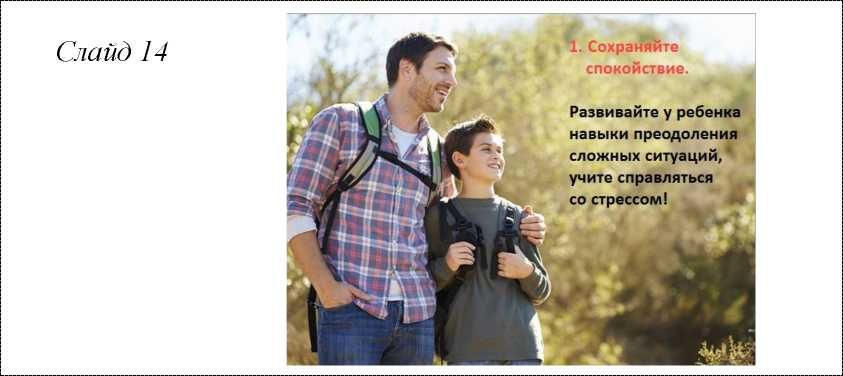 Слайд 14
1. Сохраняйте
спокойствие.
Развивайте у ребенка
навыки преодоления
сложных ситуаций,
учите справляться
со стрессом!